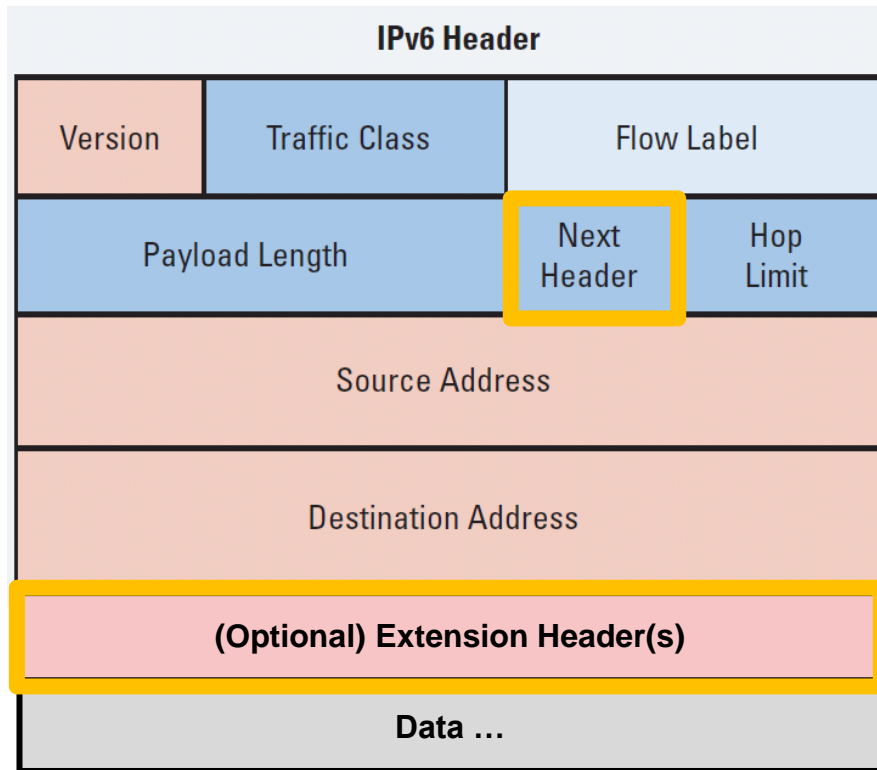 IPv6 Header
Version Traffic Class Flow Label
Payload Length Next Header Hop Limit
Source Address
Destination Address
(Optional) Extension Header(s)
Data …